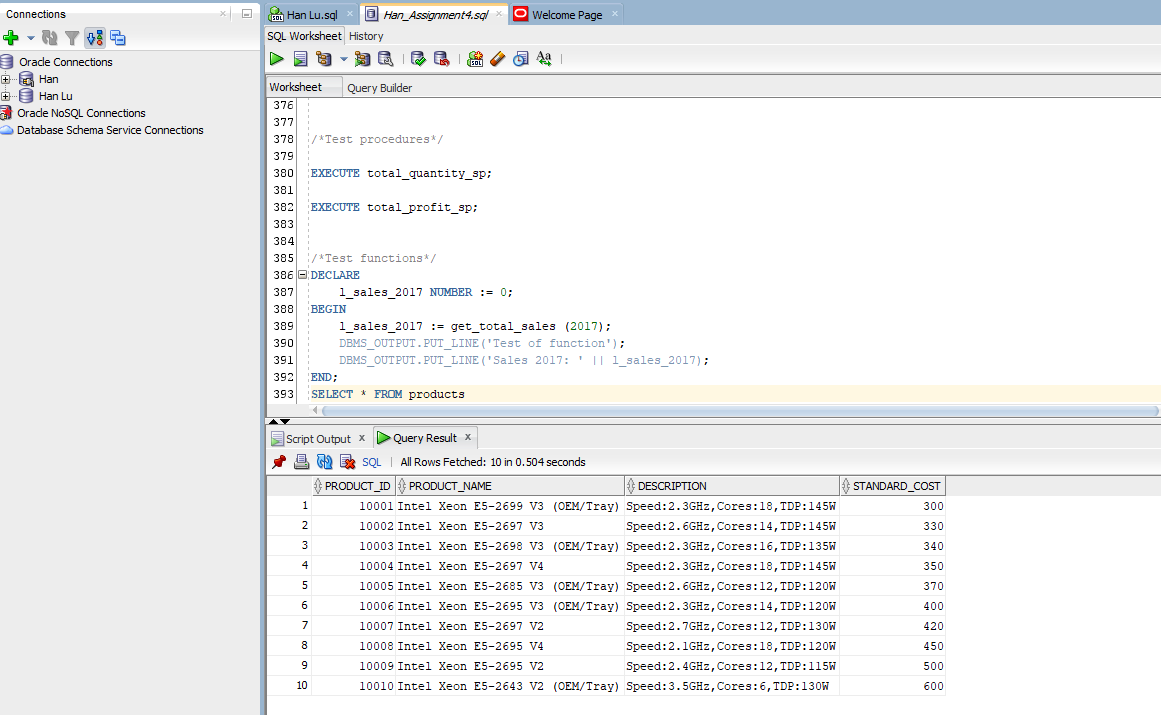 Connections
Oracle Connections
Han
Han Lu
Oracle NoSQL Connections
Database Schema Service Connections
Han Lu.sql
Han_Assignment4.sql
Welcome Page
SQL Worksheet History
Worksheet Query Builder
376
377
378 /*Test procedures*/
379
380 EXECUTE total_quantity_sp;
381
382 EXECUTE total_profit_sp;
383
384
385 /*Test functions*/
386 DECLARE
387 l_sales_2017 NUMBER := 0;
388 BEGIN
389 l_sales_2017 := get_total_sales (2017);
390 DBMS_OUTPUT.PUT_LINE('Test of function');
391 DBMS_OUTPUT.PUT_LINE('Sales 2017: ' || l_sales_2017);
392 END;
393 SELECT * FROM products
Script Output x Query Result x
SQL | All Rows Fetched: 10 in 0.504 seconds
PRODUCT_ID PRODUCT_NAME DESCRIPTION STANDARD_COST
1 10001 Intel Xeon E5-2699 V3 (OEM/Tray) Speed:2.3GHz,Cores:18,TDP:145W 300
2 10002 Intel Xeon E5-2697 V3 Speed:2.6GHz,Cores:14,TDP:145W 330
3 10003 Intel Xeon E5-2698 V3 (OEM/Tray) Speed:2.3GHz,Cores:16,TDP:135W 340
4 10004 Intel Xeon E5-2697 V4 Speed:2.3GHz,Cores:18,TDP:145W 350
5 10005 Intel Xeon E5-2685 V3 (OEM/Tray) Speed:2.6GHz,Cores:12,TDP:120W 370
6 10006 Intel Xeon E5-2695 V3 (OEM/Tray) Speed:2.3GHz,Cores:14,TDP:120W 400
7 10007 Intel Xeon E5-2697 V2 Speed:2.7GHz,Cores:12,TDP:130W 420
8 10008 Intel Xeon E5-2695 V4 Speed:2.1GHz,Cores:18,TDP:120W 450
9 10009 Intel Xeon E5-2695 V2 Speed:2.4GHz,Cores:12,TDP:115W 500
10 10010 Intel Xeon E5-2643 V2 (OEM/Tray) Speed:3.5GHz,Cores:6,TDP:130W 600